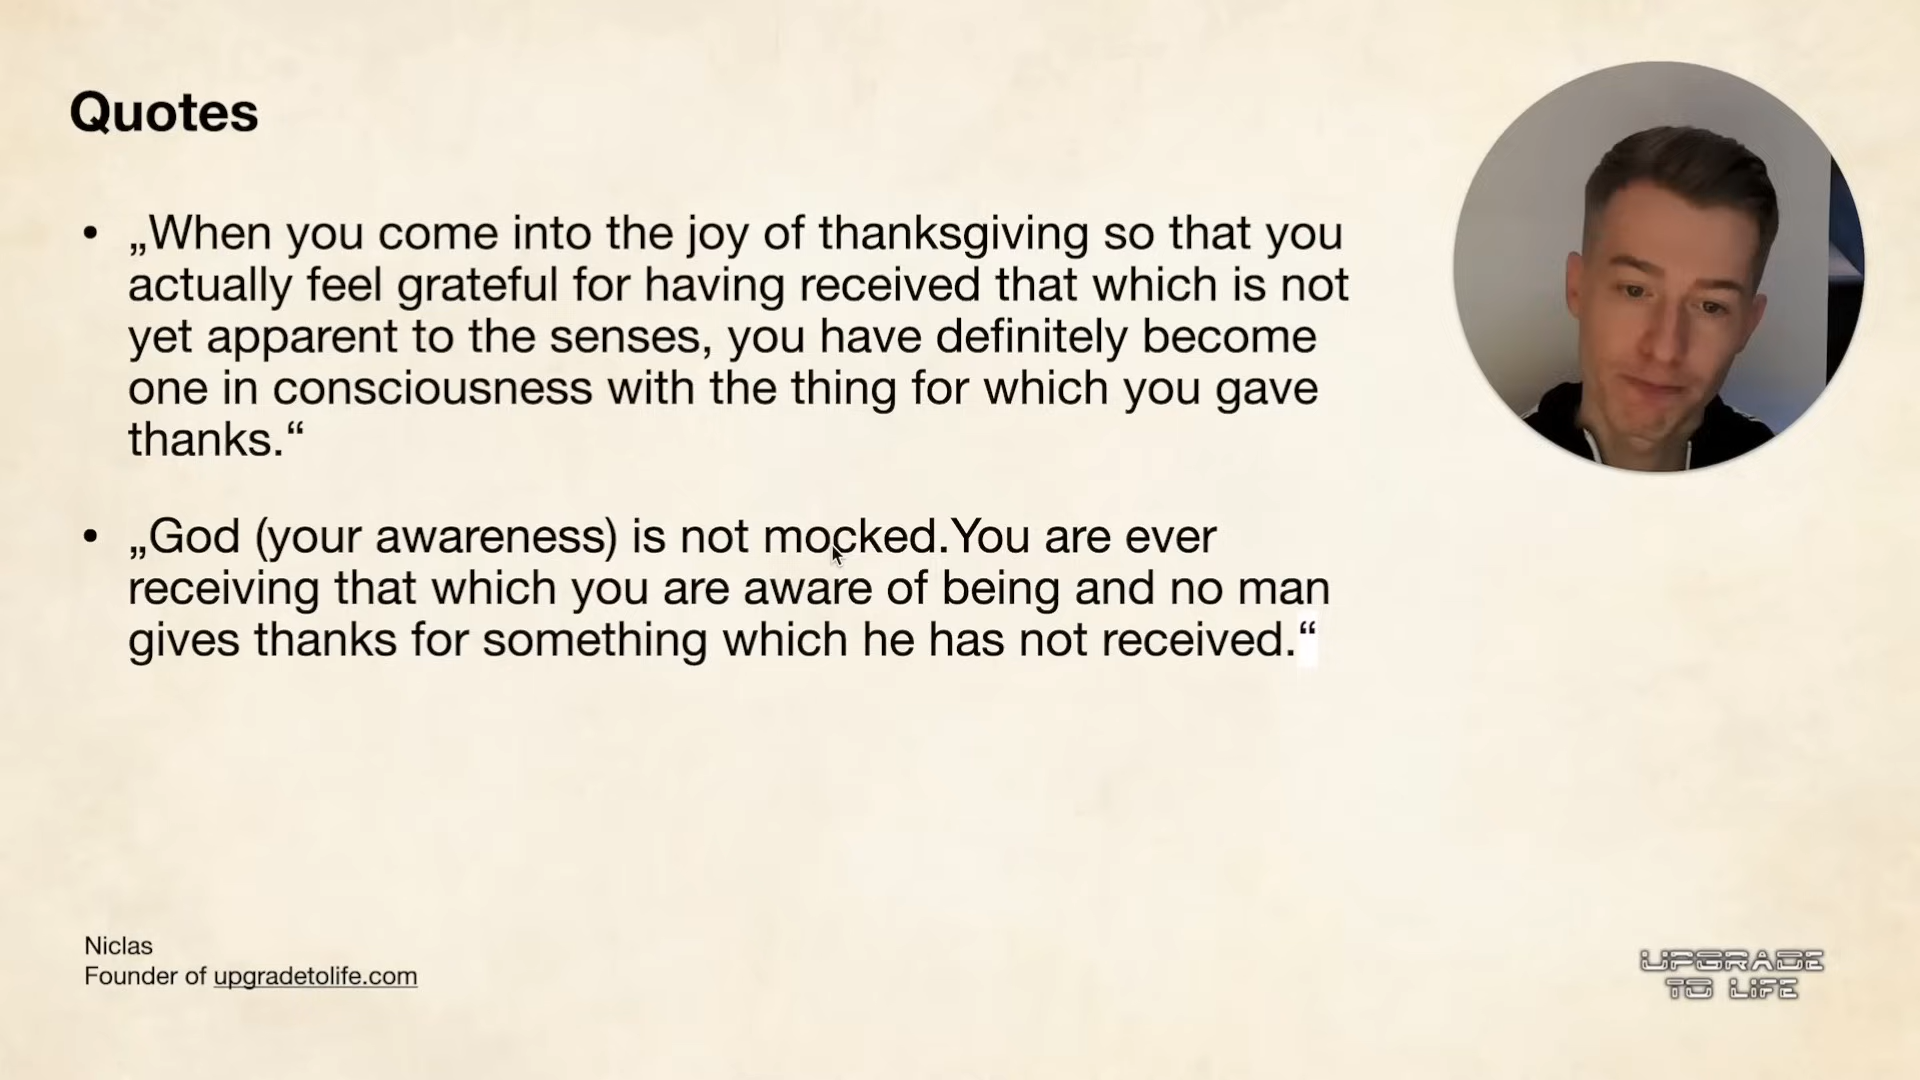 Quotes
• „When you come into the joy of thanksgiving so that you
actually feel grateful for having received that which is not
yet apparent to the senses, you have definitely become
one in consciousness with the thing for which you gave
thanks.“
• „God (your awareness) is not mocked.You are ever
receiving that which you are aware of being and no man
gives thanks for something which he has not received.“
Niclas
Founder of upgradetolife.com
UPGRADE
TO LIFE